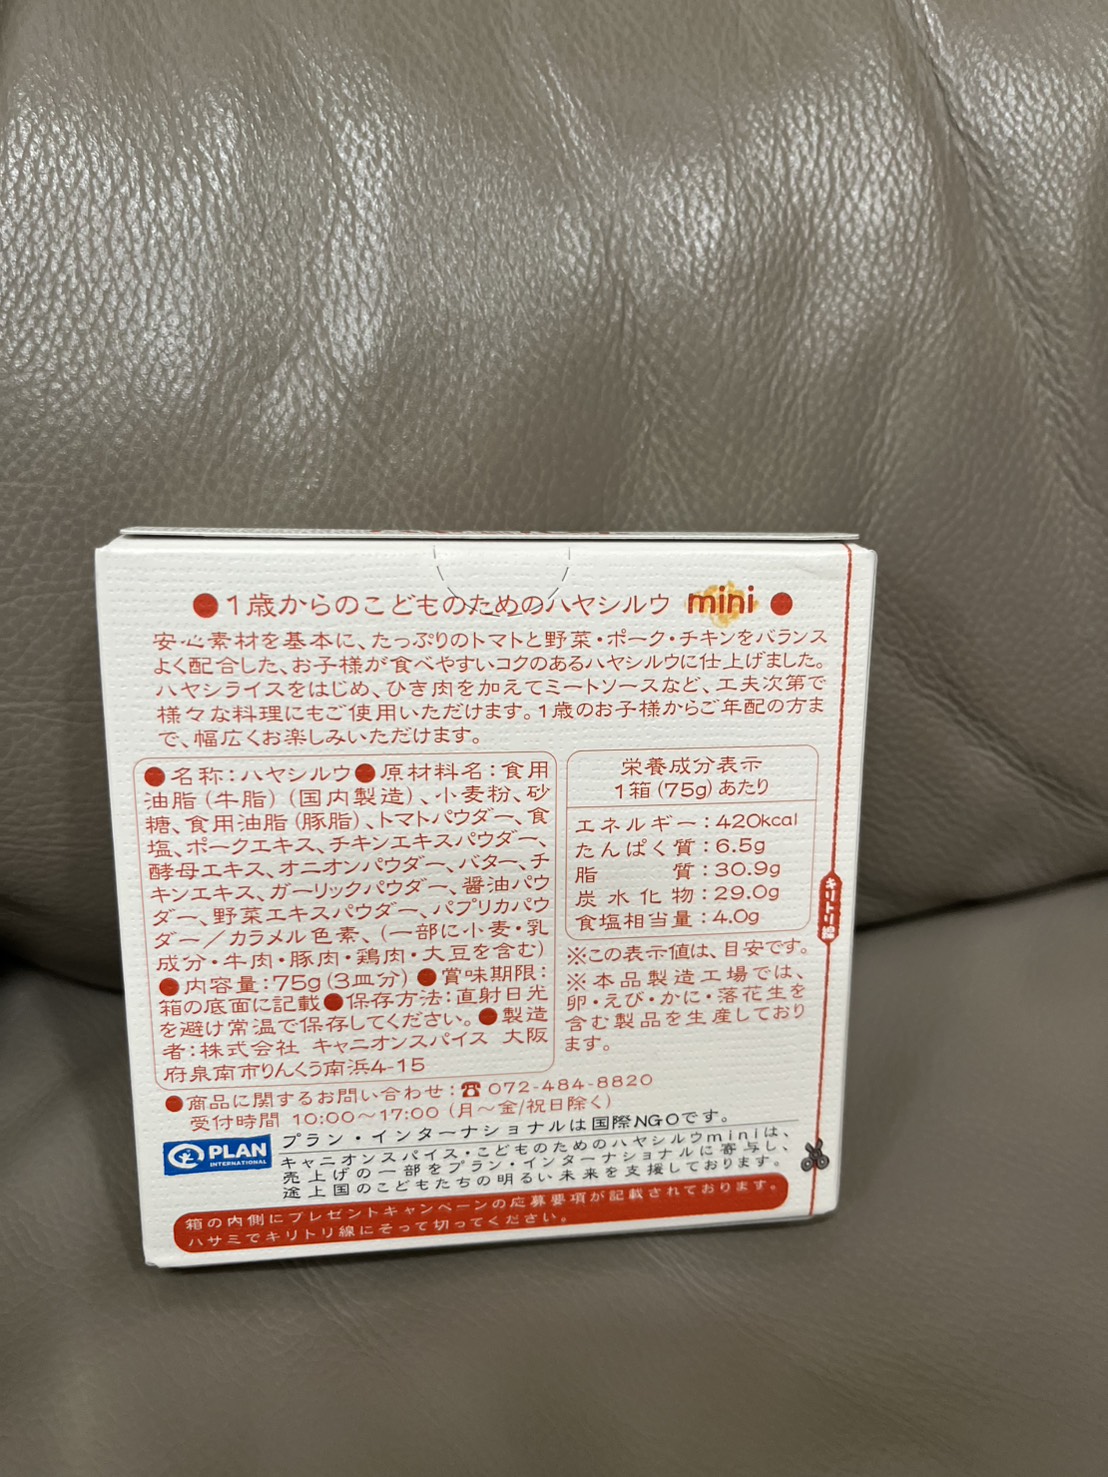 ●1歳からのこどものためのハヤシルウ mini●
安心素材を基本に、たっぷりのトマトと野菜・ポーク・チキンをバランス
よく配合した、お子様が食べやすいコクのあるハヤシルウに仕上げました。
ハヤシライスをはじめ、ひき肉を加えてミートソースなど、工夫次第で
様々な料理にもご使用いただけます。1歳のお子様からご年配の方ま
で、幅広くお楽しみいただけます。
●名称：ハヤシルウ●原材料名：食用
油脂（牛脂）（国内製造）、小麦粉、砂
糖、食用油脂（豚脂）、トマトパウダー、食
塩、ポークエキス、チキンエキスパウダー、
酵母エキス、オニオンパウダー、バター、チ
キンエキス、ガーリックパウダー、醤油パウ
ダー、野菜エキスパウダー、パプリカパウ
ダー／カラメル色素、（一部に小麦・乳
成分・牛肉・豚肉・鶏肉・大豆を含む）
●内容量：75g（3皿分）●賞味期限：
箱の底面に記載●保存方法：直射日光
を避け常温で保存してください。●製造
者：株式会社 キャニオンスパイス 大阪
府泉南市りんくう南浜4-15
栄養成分表示
1箱（75g）あたり
エネルギー：420kcal
たんぱく質：6.5g
脂質：30.9g
炭水化物：29.0g
食塩相当量：4.0g
※この表示値は、目安です。
※本品製造工場では、
卵・えび・かに・落花生を
含む製品を生産しており
ます。
キリトリ線
●商品に関するお問い合わせ：☎072-484-8820
受付時間 10:00～17:00（月～金/祝日除く）
PLAN
INTERNATIONAL
プラン・インターナショナルは国際NGOです。
キャニオンスパイス・こどものためのハヤシルウminiは、
売上げの一部をプラン・インターナショナルに寄与し、
途上国のこどもたちの明るい未来を支援しております。
箱の内側にプレゼントキャンペーンの応募要項が記載されております。
ハサミでキリトリ線にそって切ってください。